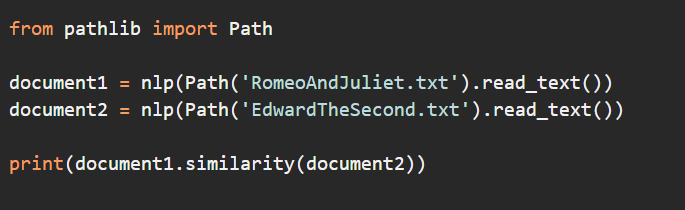 from pathlib import Path
document1 = nlp(Path('RomeoAndJuliet.txt').read_text())
document2 = nlp(Path('EdwardTheSecond.txt').read_text())
print(document1.similarity(document2))